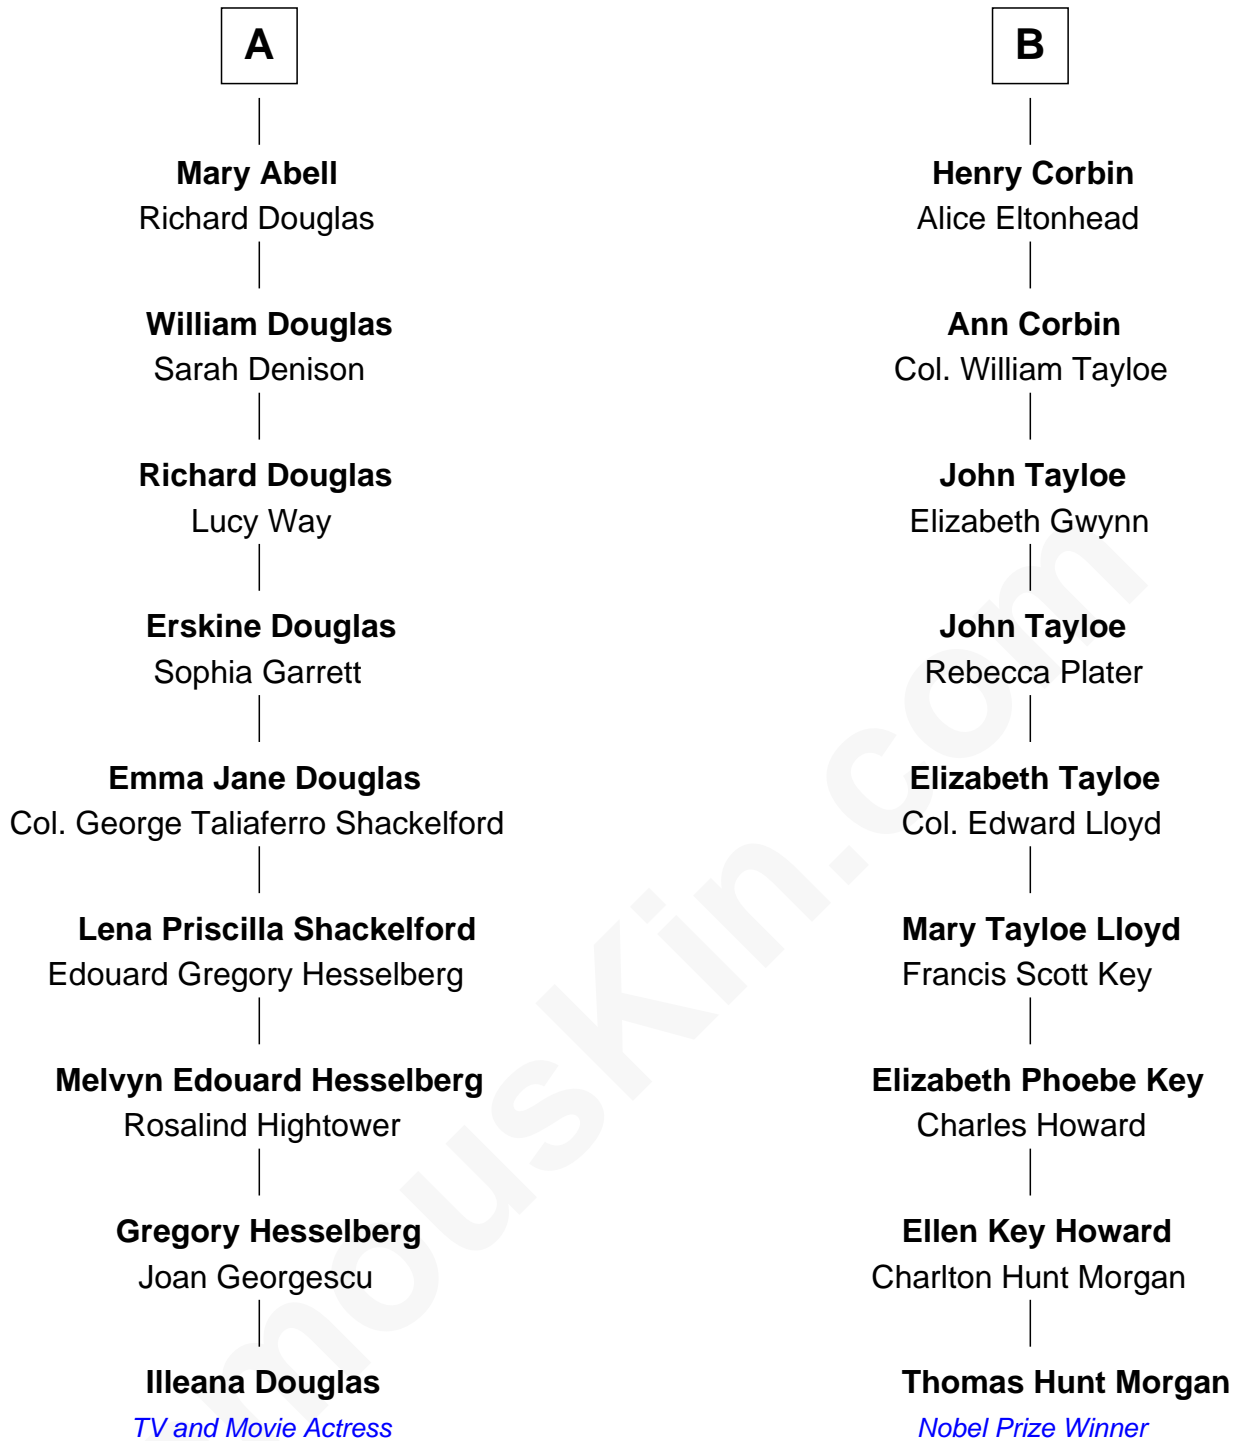 A
Mary Abell
Richard Douglas
William Douglas
Sarah Denison
Richard Douglas
Lucy Way
Erskine Douglas
Sophia Garrett
Emma Jane Douglas
Col. George Taliaferro Shackelford
Lena Priscilla Shackelford
Edouard Gregory Hesselberg
Melvyn Edouard Hesselberg
Rosalind Hightower
Gregory Hesselberg
Joan Georgescu
Illeana Douglas
TV and Movie Actress
B
Henry Corbin
Alice Eltonhead
Ann Corbin
Col. William Tayloe
John Tayloe
Elizabeth Gwynn
John Tayloe
Rebecca Plater
Elizabeth Tayloe
Col. Edward Lloyd
Mary Tayloe Lloyd
Francis Scott Key
Elizabeth Phoebe Key
Charles Howard
Ellen Key Howard
Charlton Hunt Morgan
Thomas Hunt Morgan
Nobel Prize Winner
mouskin.com